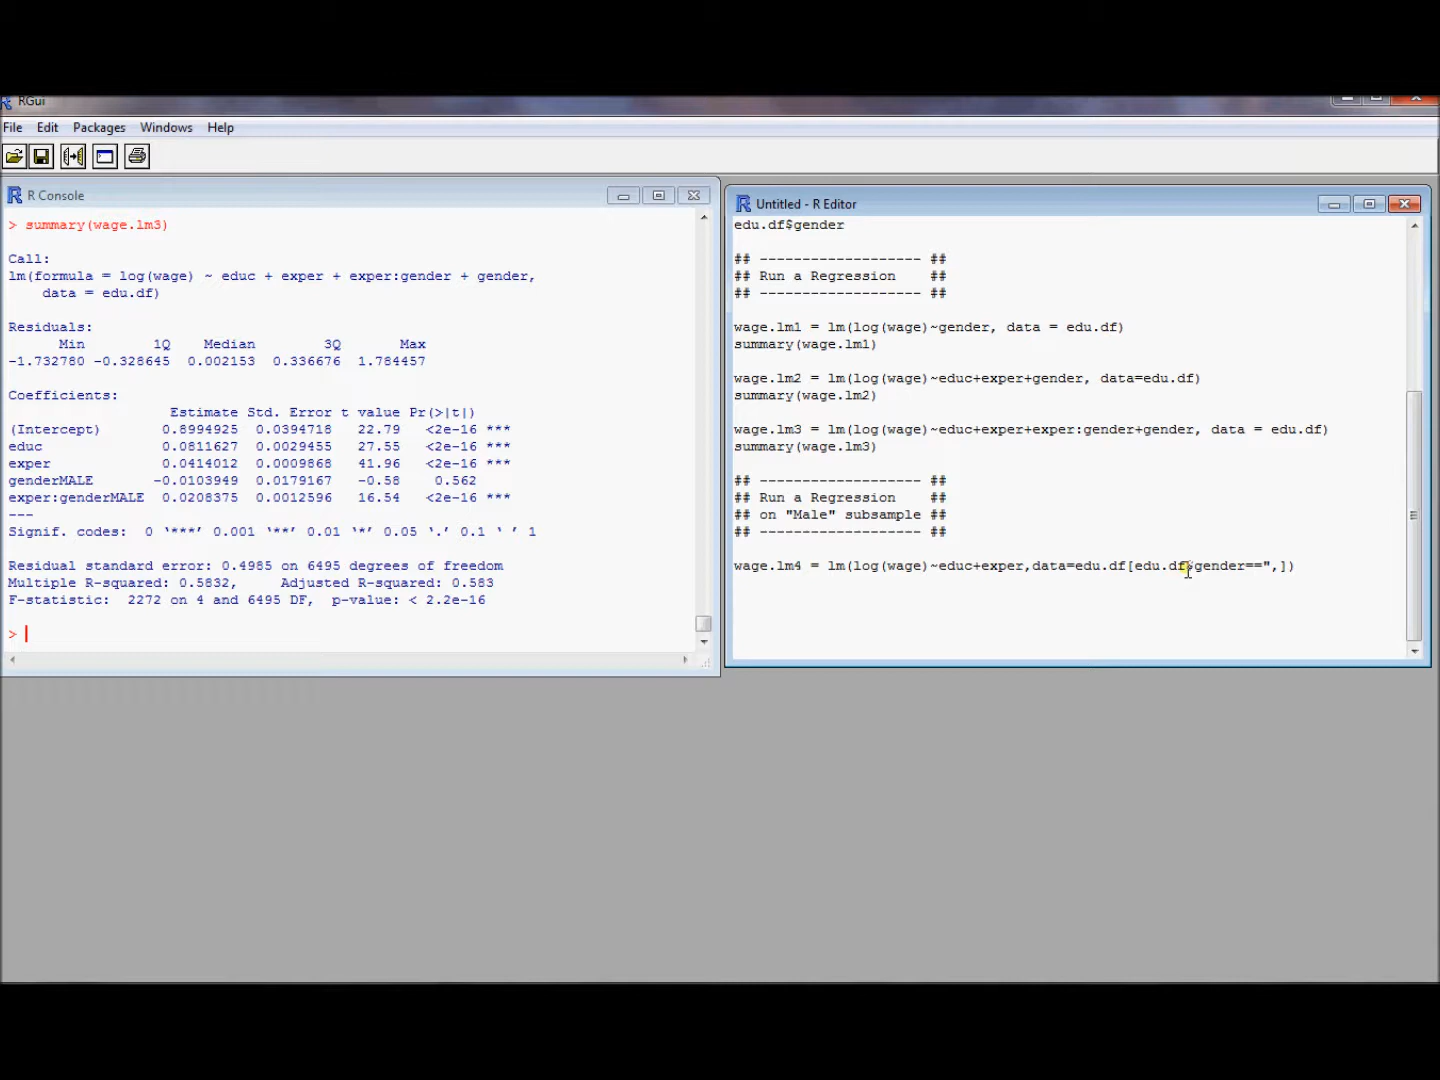 RGui
File Edit Packages Windows Help
R Console
> summary(wage.lm3)
Call:
lm(formula = log(wage) ~ educ + exper + exper:gender + gender,
data = edu.df)
Residuals:
Min 1Q Median 3Q Max
-1.732780 -0.328645 0.002153 0.336676 1.784457
Coefficients:
Estimate Std. Error t value Pr(>|t|)
(Intercept) 0.8994925 0.0394718 22.79 <2e-16 ***
educ 0.0811627 0.0029455 27.55 <2e-16 ***
exper 0.0414012 0.0009868 41.96 <2e-16 ***
genderMALE -0.0103949 0.0179167 -0.58 0.562
exper:genderMALE 0.0208375 0.0012596 16.54 <2e-16 ***
---
Signif. codes: 0 ‘***’ 0.001 ‘**’ 0.01 ‘*’ 0.05 ‘.’ 0.1 ‘ ’ 1
Residual standard error: 0.4985 on 6495 degrees of freedom
Multiple R-squared: 0.5832, Adjusted R-squared: 0.583
F-statistic: 2272 on 4 and 6495 DF, p-value: < 2.2e-16
>
Untitled - R Editor
edu.df$gender
## ------------------- ##
## Run a Regression ##
## ------------------- ##
wage.lm1 = lm(log(wage)~gender, data = edu.df)
summary(wage.lm1)
wage.lm2 = lm(log(wage)~educ+exper+gender, data=edu.df)
summary(wage.lm2)
wage.lm3 = lm(log(wage)~educ+exper+exper:gender+gender, data = edu.df)
summary(wage.lm3)
## ------------------- ##
## Run a Regression ##
## on "Male" subsample ##
## ------------------- ##
wage.lm4 = lm(log(wage)~educ+exper,data=edu.df[edu.df$gender==",])